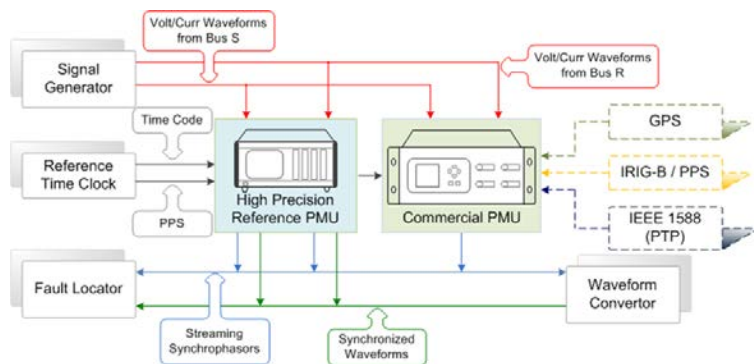 Volt/Curr Waveforms
from Bus S
Signal
Generator
Volt/Curr Waveforms
from Bus R
Time Code
GPS
Reference
Time Clock
IRIG-B / PPS
High Precision
Reference PMU
Commercial PMU
PPS
IEEE 1588
(PTP)
Fault Locator
Waveform
Convertor
Streaming
Synchrophasors
Synchronized
Waveforms